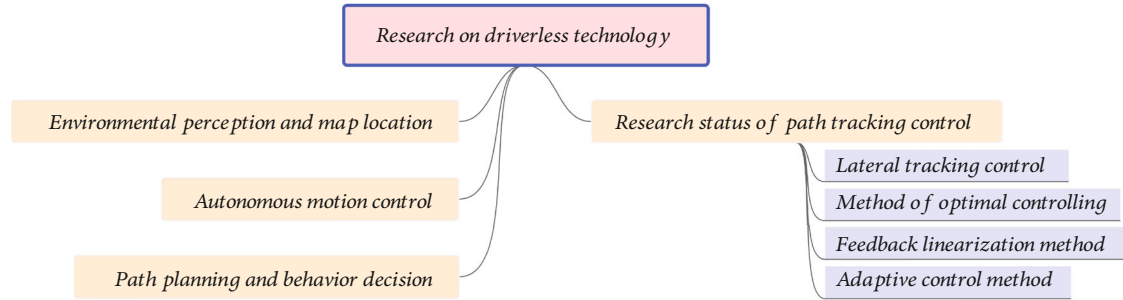 Research on driverless technology
Environmental perception and map location
Autonomous motion control
Path planning and behavior decision
Research status of path tracking control
Lateral tracking control
Method of optimal controlling
Feedback linearization method
Adaptive control method